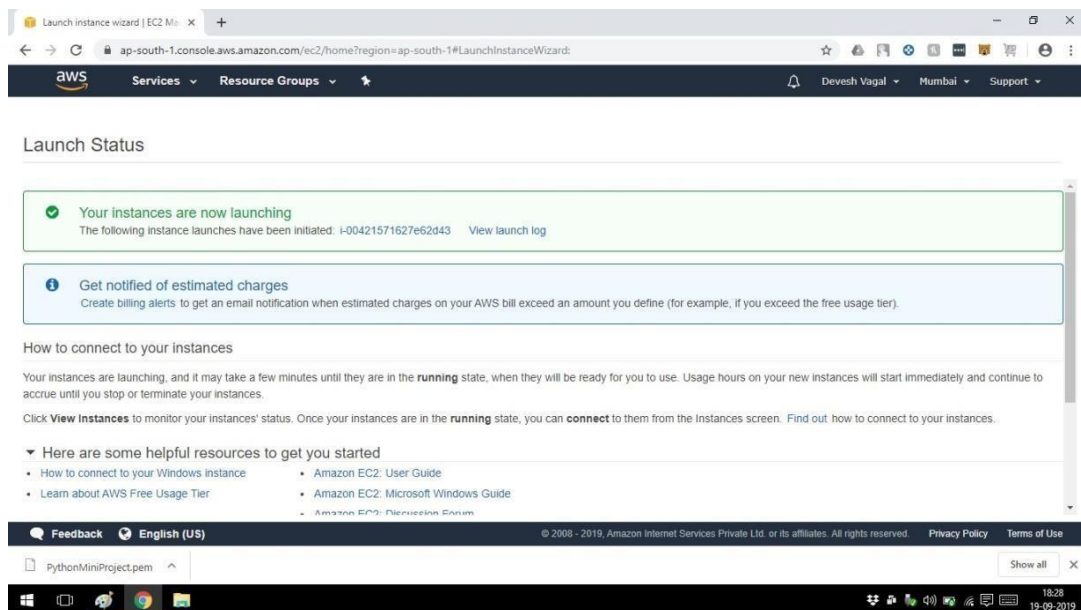 Launch instance wizard | EC2 Ma
ap-south-1.console.aws.amazon.com/ec2/home?region=ap-south-1#LaunchInstanceWizard:
aws Services Resource Groups Devesh Vagal Mumbai Support
Launch Status
Your instances are now launching
The following instance launches have been initiated: i-00421571627e62d43 View launch log
Get notified of estimated charges
Create billing alerts to get an email notification when estimated charges on your AWS bill exceed an amount you define (for example, if you exceed the free usage tier).
How to connect to your instances
Your instances are launching, and it may take a few minutes until they are in the running state, when they will be ready for you to use. Usage hours on your new instances will start immediately and continue to
accrue until you stop or terminate your instances.
Click View Instances to monitor your instances' status. Once your instances are in the running state, you can connect to them from the Instances screen. Find out how to connect to your instances.
Here are some helpful resources to get you started
• How to connect to your Windows instance • Amazon EC2: User Guide
• Learn about AWS Free Usage Tier • Amazon EC2: Microsoft Windows Guide
• Amazon EC2: Discussion Forum
Feedback English (US) © 2008 - 2019, Amazon Internet Services Private Ltd. or its affiliates. All rights reserved. Privacy Policy Terms of Use
PythonMiniProject.pem Show all
18:28
19-09-2019